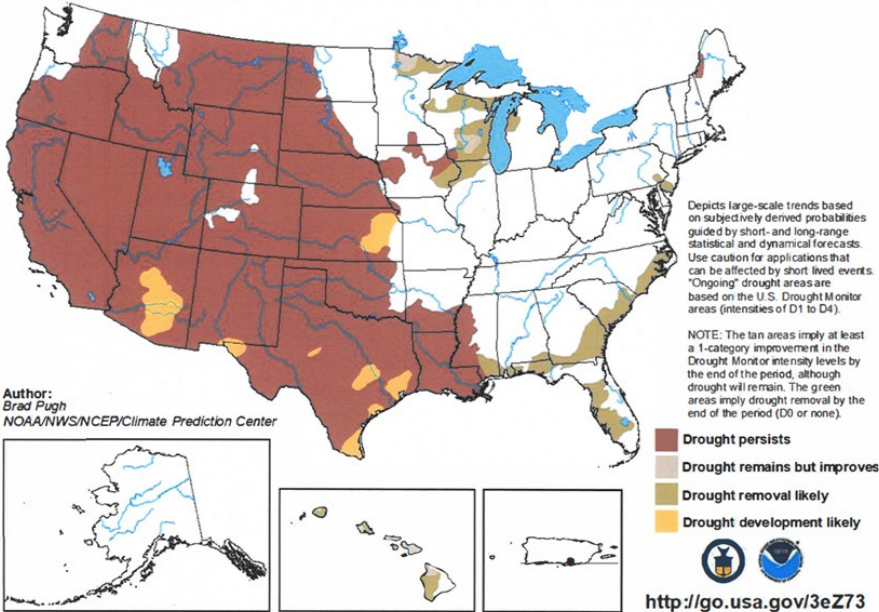 Depicts large-scale trends based
on subjectively derived probabilities
guided by short- and long-range
statistical and dynamical forecasts.
Use caution for applications that
can be affected by short lived events.
"Ongoing" drought areas are
based on the U.S. Drought Monitor
areas (intensities of D1 to D4).
NOTE: The tan areas imply at least
a 1-category improvement in the
Drought Monitor intensity levels by
the end of the period, although
drought will remain. The green
areas imply drought removal by the
end of the period (D0 or none).
Author:
Brad Pugh
NOAA/NWS/NCEP/Climate Prediction Center
Drought persists
Drought remains but improves
Drought removal likely
Drought development likely
http://go.usa.gov/3eZ73